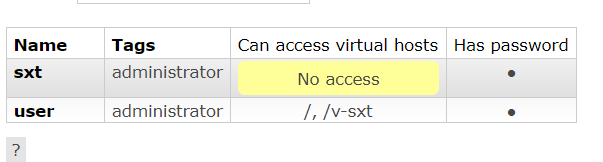 Name Tags Can access virtual hosts Has password
sxt administrator No access ●
user administrator /, /v-sxt ●
?